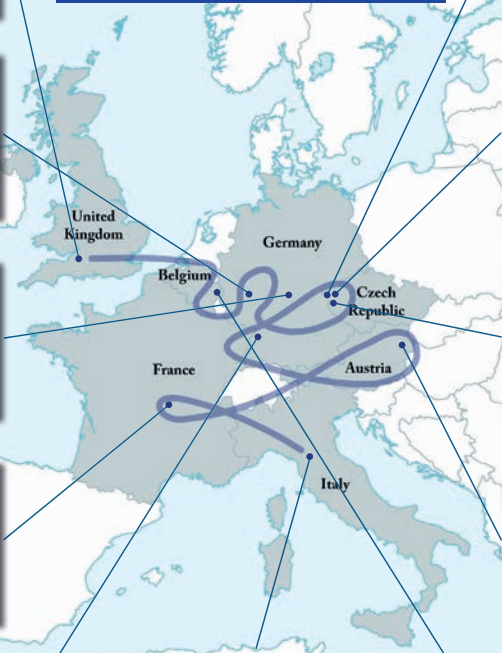 United
Kingdom
Germany
Belgium
Czech
Republic
France
Austria
Italy